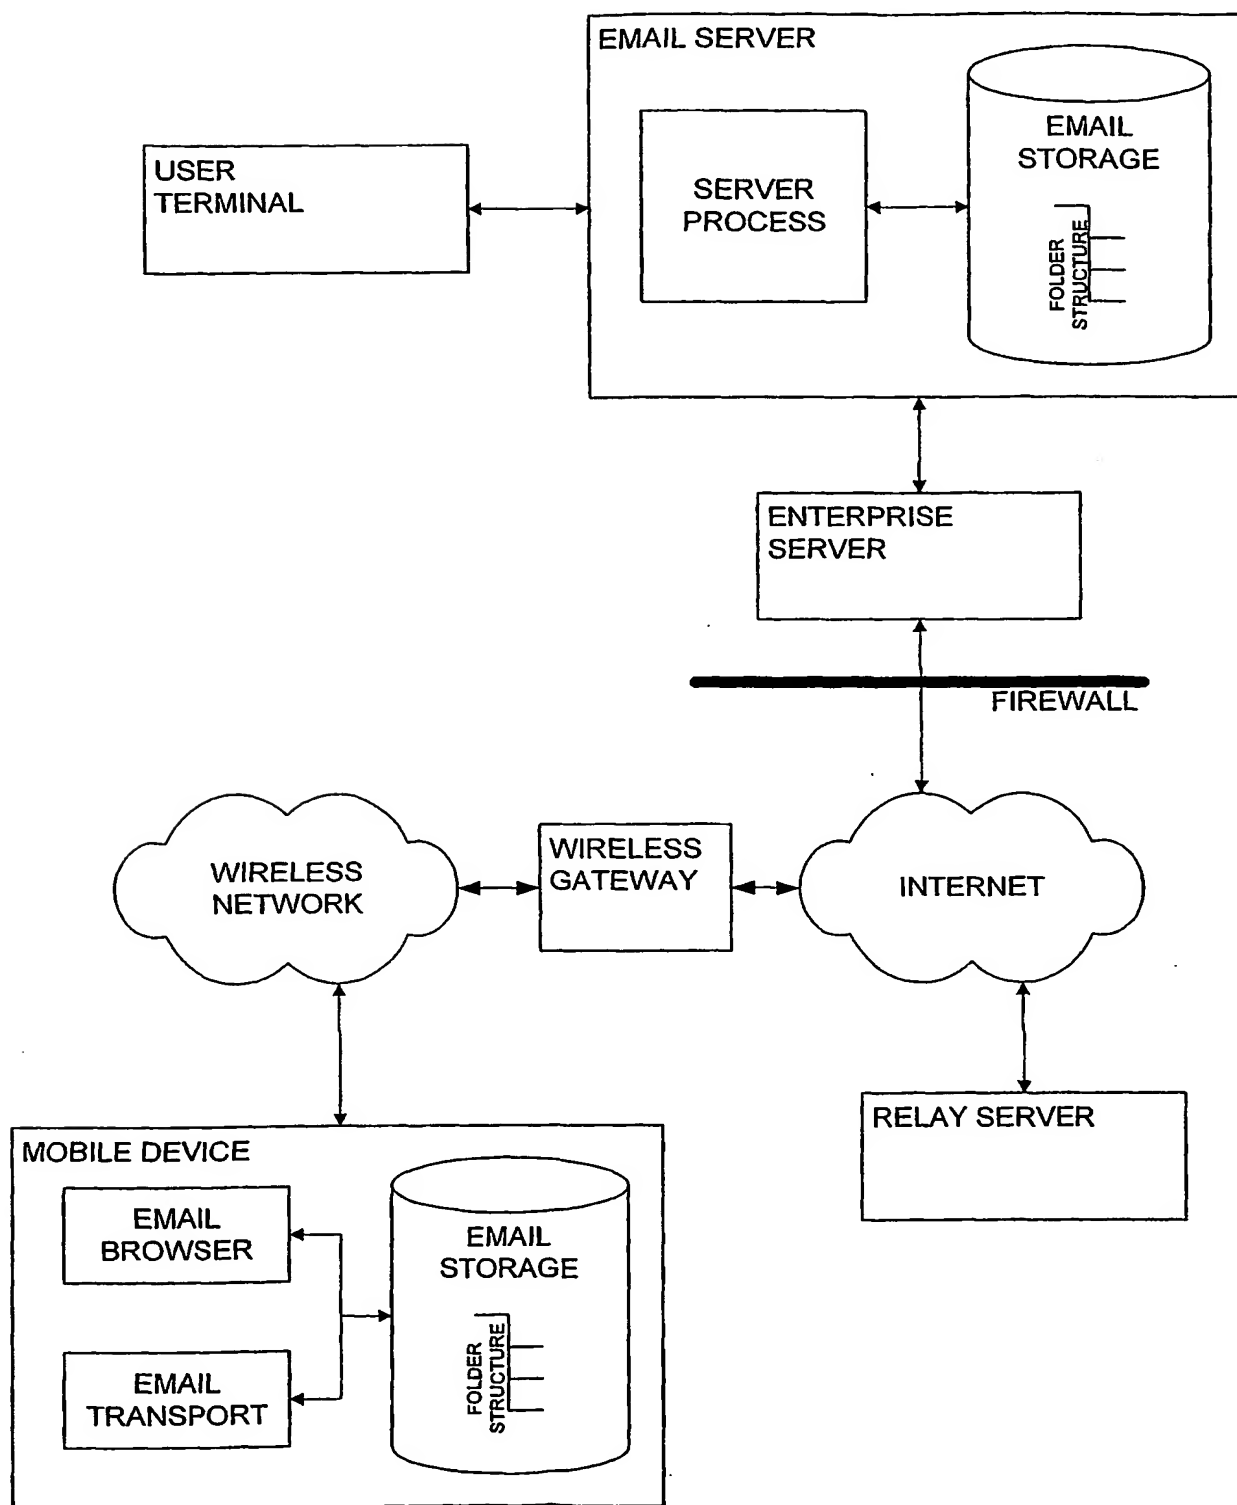 EMAIL SERVER
USER
TERMINAL
SERVER
PROCESS
EMAIL
STORAGE
FOLDER
STRUCTURE
ENTERPRISE
SERVER
FIREWALL
WIRELESS
NETWORK
WIRELESS
GATEWAY
INTERNET
RELAY SERVER
MOBILE DEVICE
EMAIL
BROWSER
EMAIL
TRANSPORT
EMAIL
STORAGE
FOLDER
STRUCTURE